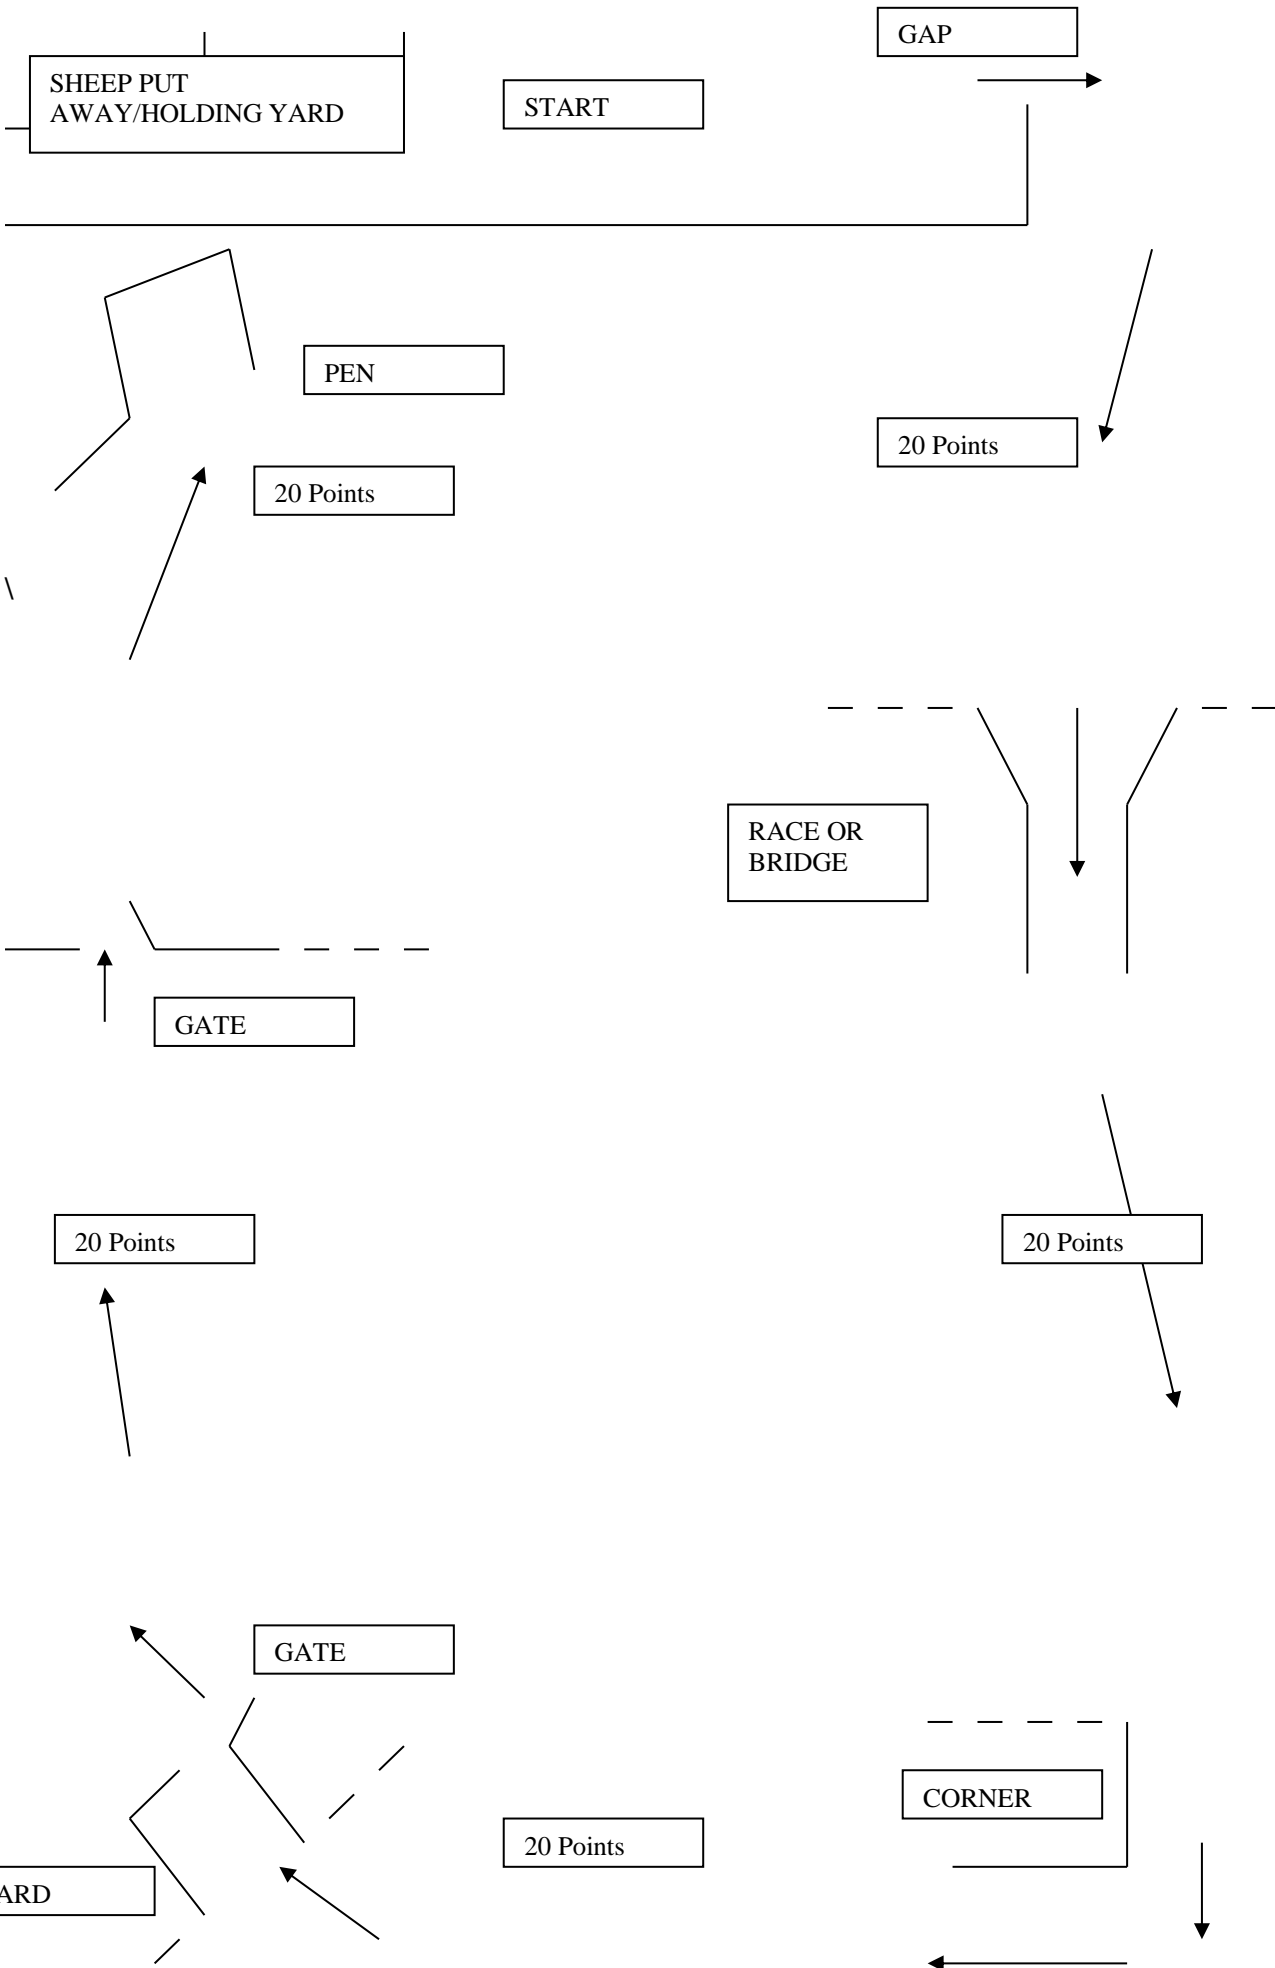 GAP
SHEEP PUT
AWAY/HOLDING YARD
START
PEN
20 Points
20 Points
RACE OR
BRIDGE
GATE
20 Points
20 Points
GATE
CORNER
20 Points
ARD